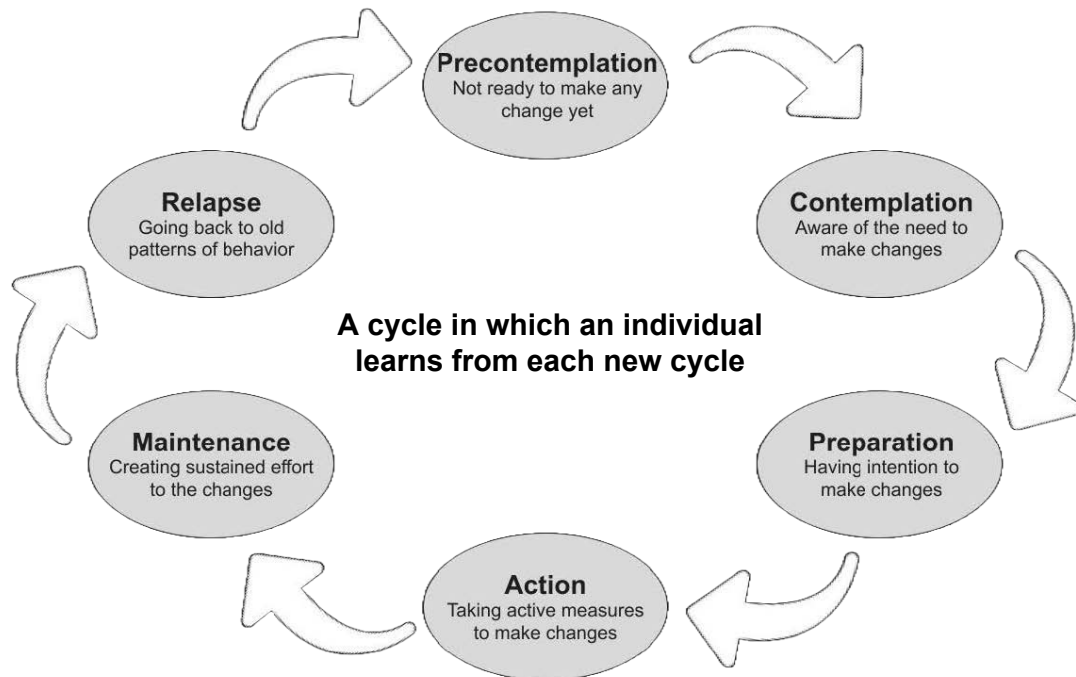 Precontemplation
Not ready to make any
change yet
Contemplation
Aware of the need to
make changes
Preparation
Having intention to
make changes
Action
Taking active measures
to make changes
Maintenance
Creating sustained effort
to the changes
Relapse
Going back to old
patterns of behavior
A cycle in which an individual
learns from each new cycle